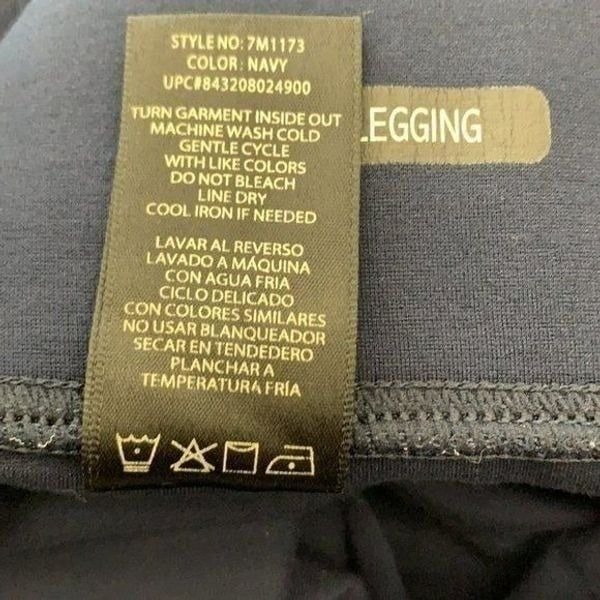 STYLE NO: 7M1173
COLOR: NAVY
UPC#843208024900
TURN GARMENT INSIDE OUT
MACHINE WASH COLD
GENTLE CYCLE
WITH LIKE COLORS
DO NOT BLEACH
LINE DRY
COOL IRON IF NEEDED
LAVAR AL REVERSO
LAVADO A MÁQUINA
CON AGUA FRIA
CICLO DELICADO
CON COLORES SIMILARES
NO USAR BLANQUEADOR
SECAR EN TENDEDERO
PLANCHAR A
TEMPERATURA FRÍA
LEGGING